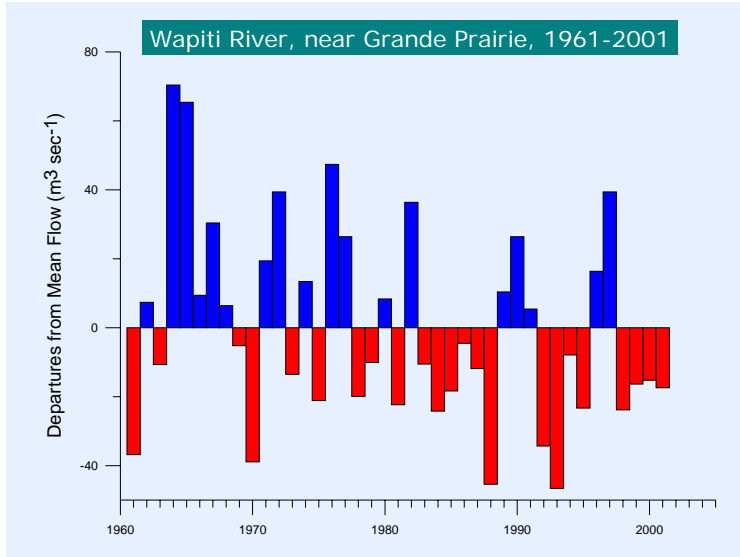 Wapiti River, near Grande Prairie, 1961-2001
Departures from Mean Flow (m3 sec-1)
80
40
0
-40
1960 1970 1980 1990 2000